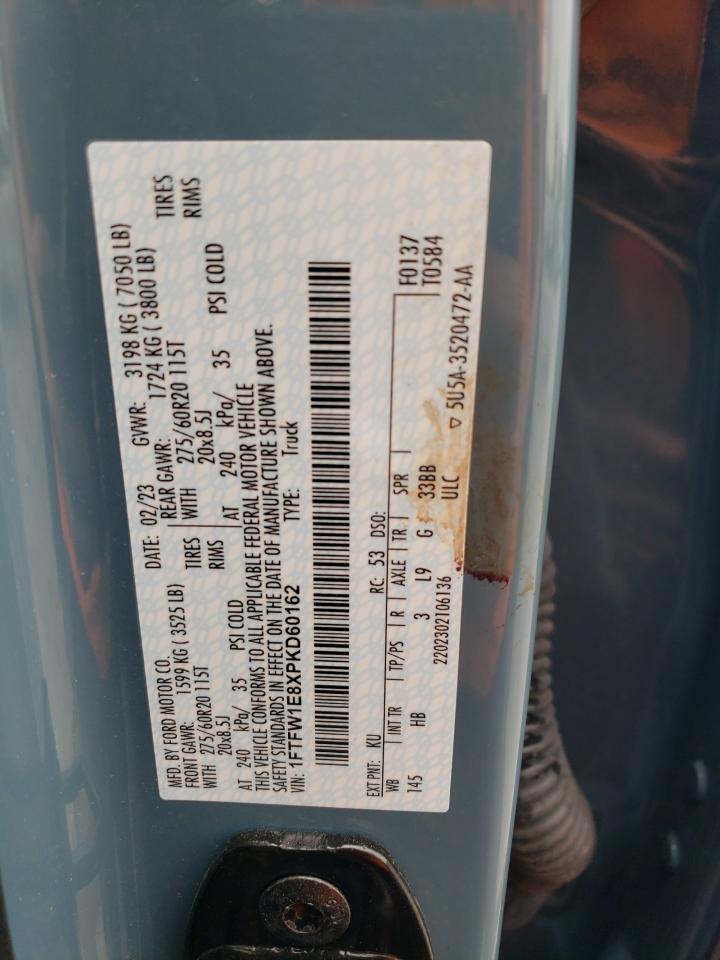 MFD. BY FORD MOTOR CO. DATE: 02/23 GVWR: 3198 KG ( 7050 LB)
FRONT GAWR: 1599 KG ( 3525 LB) REAR GAWR: 1724 KG ( 3800 LB)
WITH 275/60R20 115T TIRES WITH 275/60R20 115T TIRES
20x8.5J RIMS 20x8.5J RIMS
AT 240 kPa/ 35 PSI COLD AT 240 kPa/ 35 PSI COLD
THIS VEHICLE CONFORMS TO ALL APPLICABLE FEDERAL MOTOR VEHICLE
SAFETY STANDARDS IN EFFECT ON THE DATE OF MANUFACTURE SHOWN ABOVE.
VIN: 1FTFW1E8XPKD60162 TYPE: Truck
EXT PNT: KU RC: 53 DSO:
WB INT TR TP/PS R AXLE TR SPR F0137
145 HB 3 L9 G 33BB T0584
2202302106136 ULC ▽ 5U5A-3520472-AA